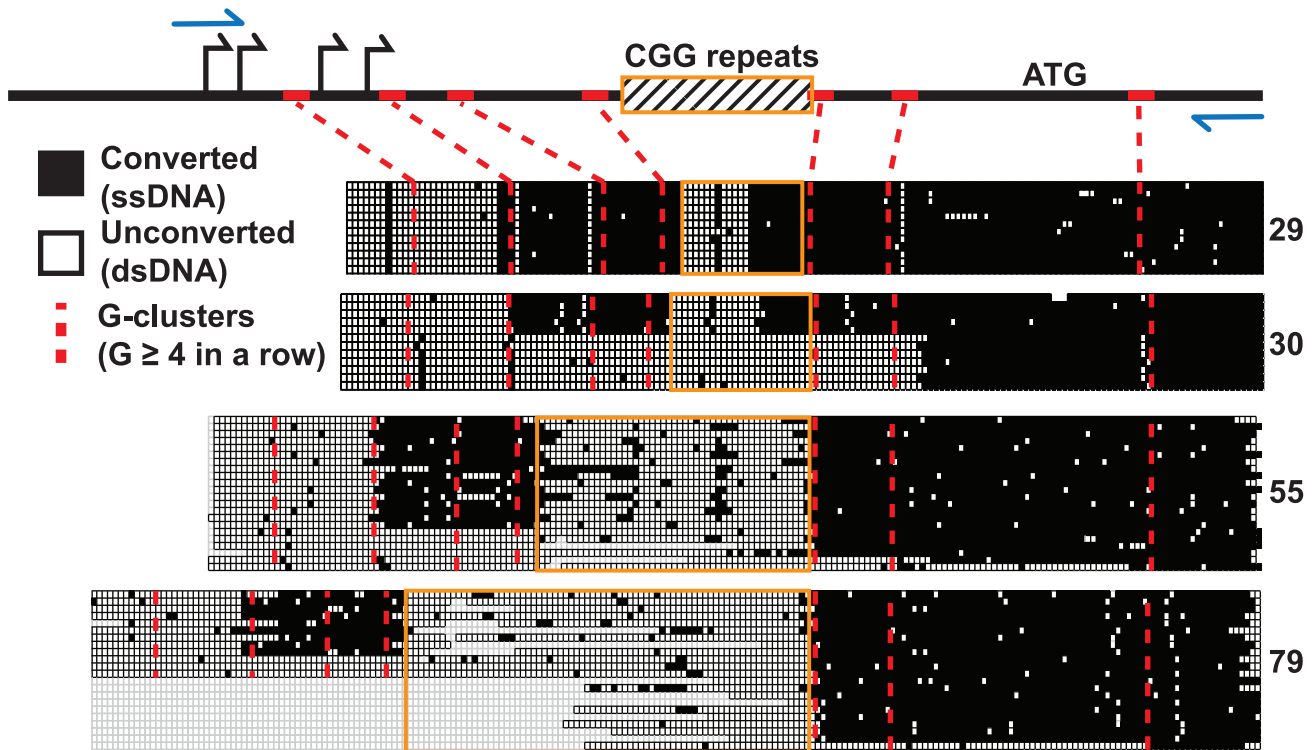 CGG repeats
ATG
Converted
(ssDNA)
Unconverted
(dsDNA)
G-clusters
(G ≥ 4 in a row)
29
30
55
79